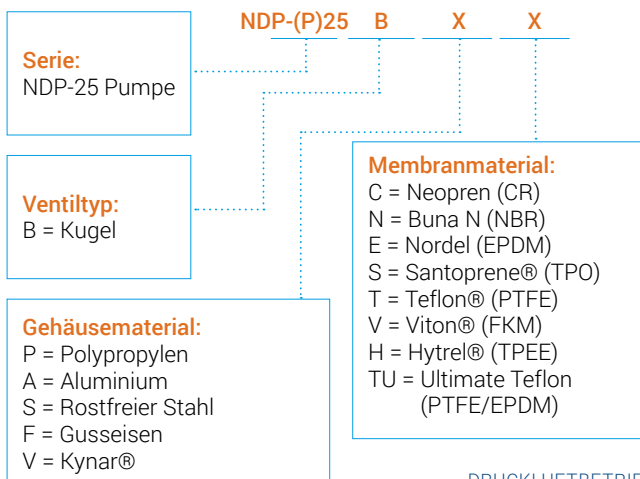 NDP-(P)25 B X X
Serie:
NDP-25 Pumpe
Ventiltyp:
B = Kugel
Gehäusematerial:
P = Polypropylen
A = Aluminium
S = Rostfreier Stahl
F = Gusseisen
V = Kynar®
Membranmaterial:
C = Neopren (CR)
N = Buna N (NBR)
E = Nordel (EPDM)
S = Santoprene® (TPO)
T = Teflon® (PTFE)
V = Viton® (FKM)
H = Hytrel® (TPEE)
TU = Ultimate Teflon
(PTFE/EPDM)